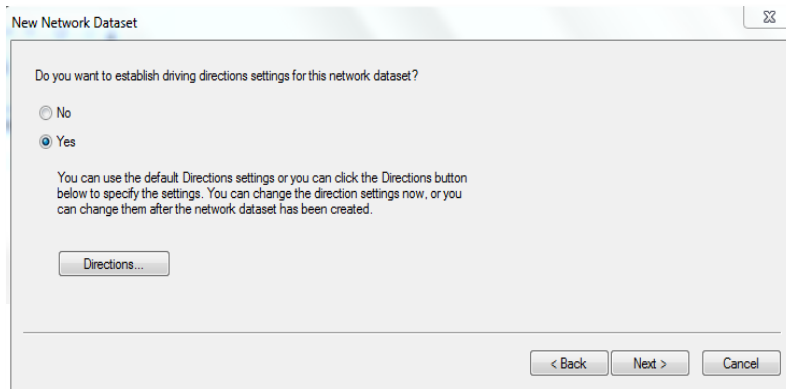 New Network Dataset
Do you want to establish driving directions settings for this network dataset?
No
Yes
You can use the default Directions settings or you can click the Directions button
below to specify the settings. You can change the direction settings now, or you
can change them after the network dataset has been created.
Directions...
< Back Next > Cancel